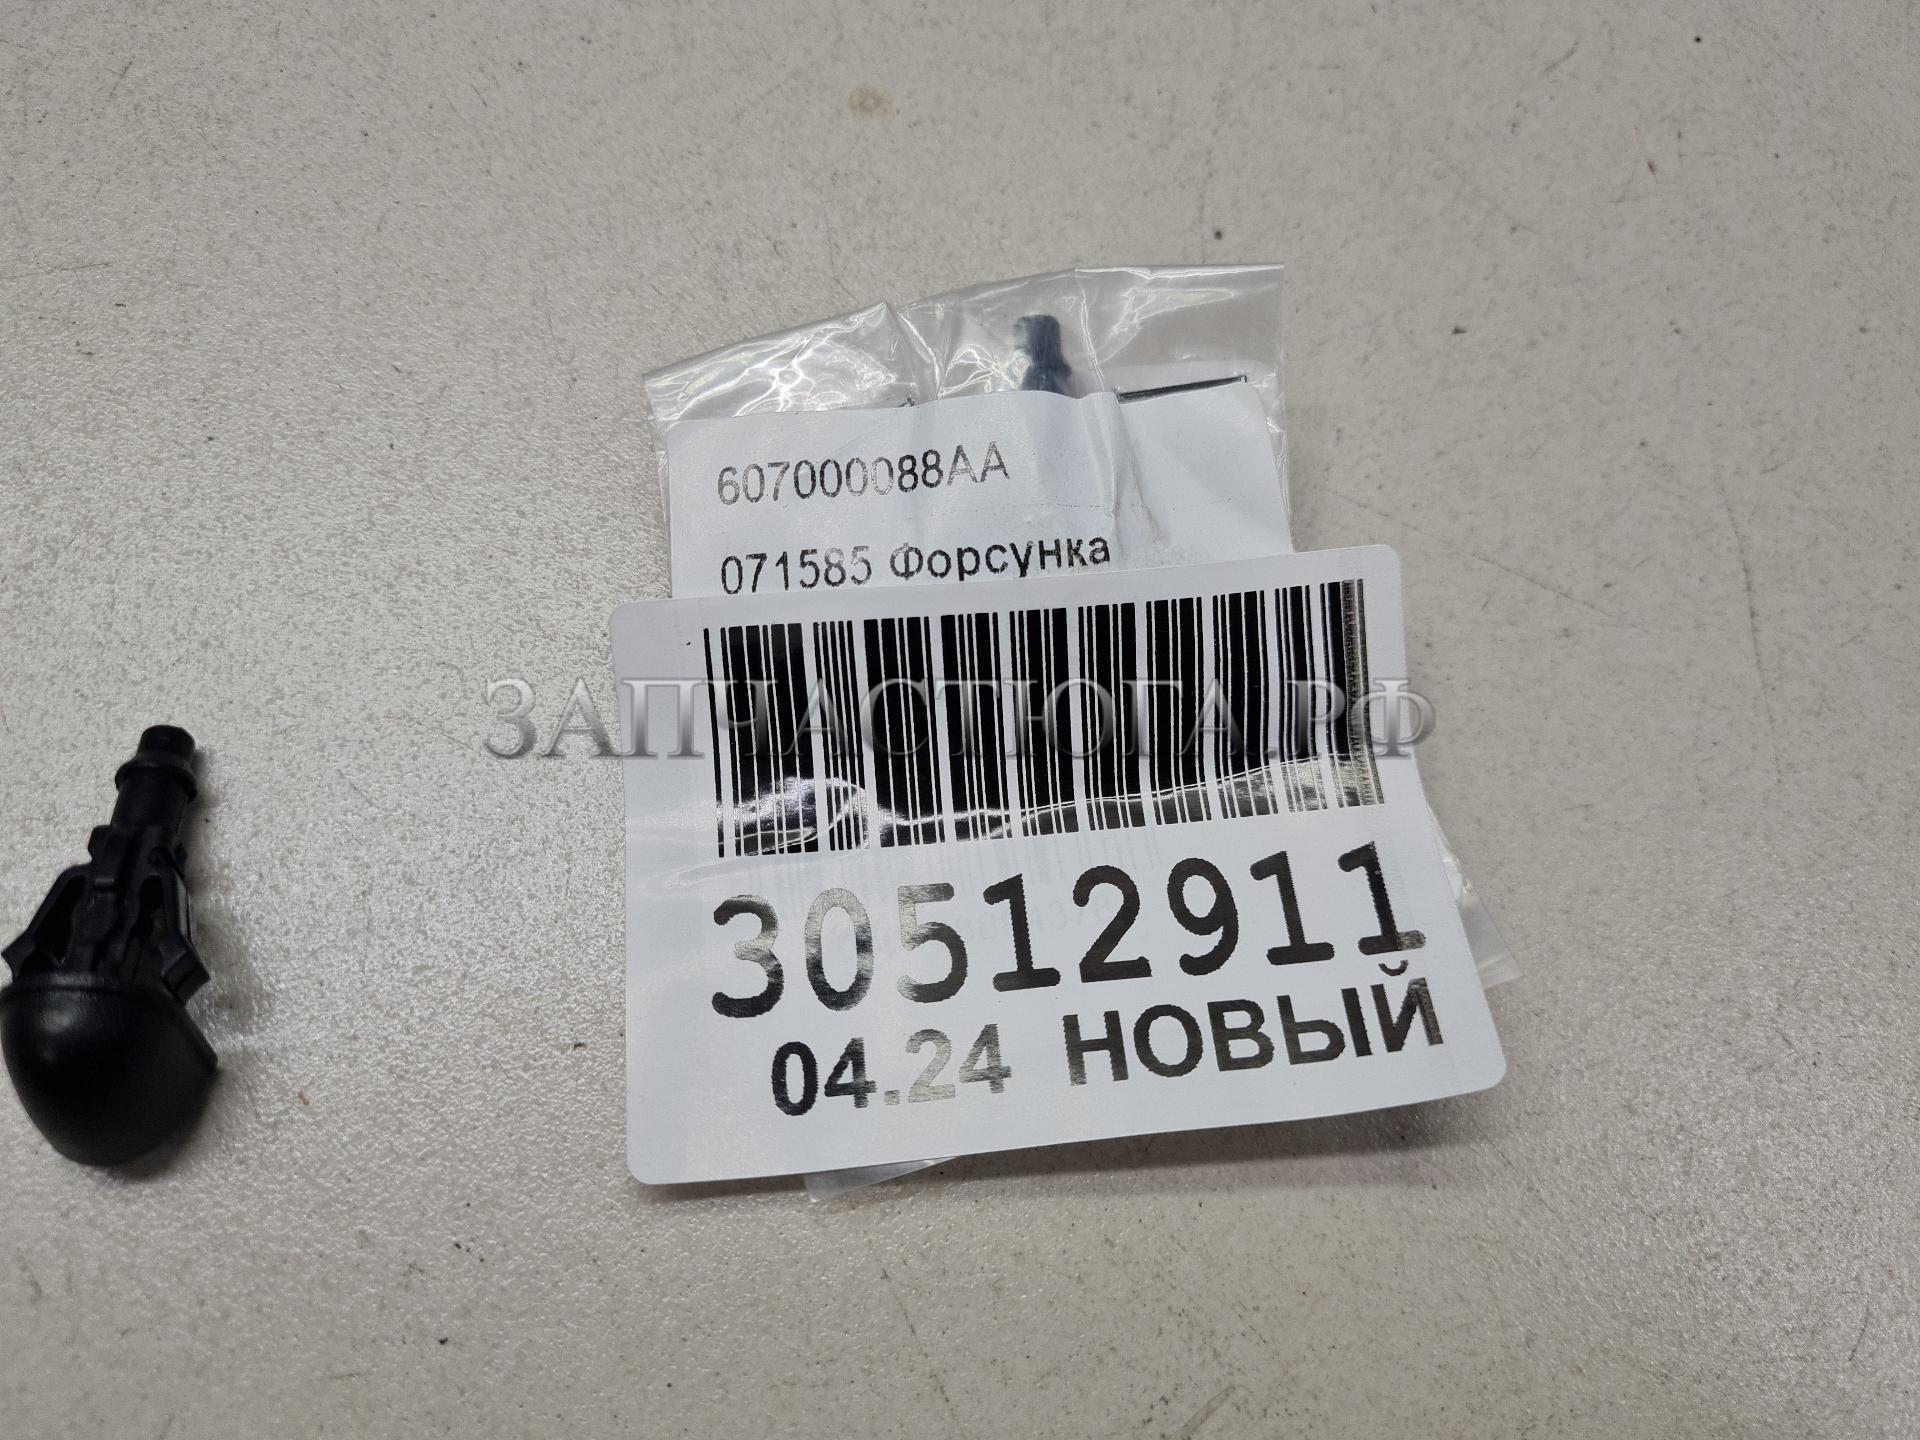 607000088AA
071585 Форсунка
ЗАПЧАСТЮГА.РФ
30512911
04.24 НОВЫЙ